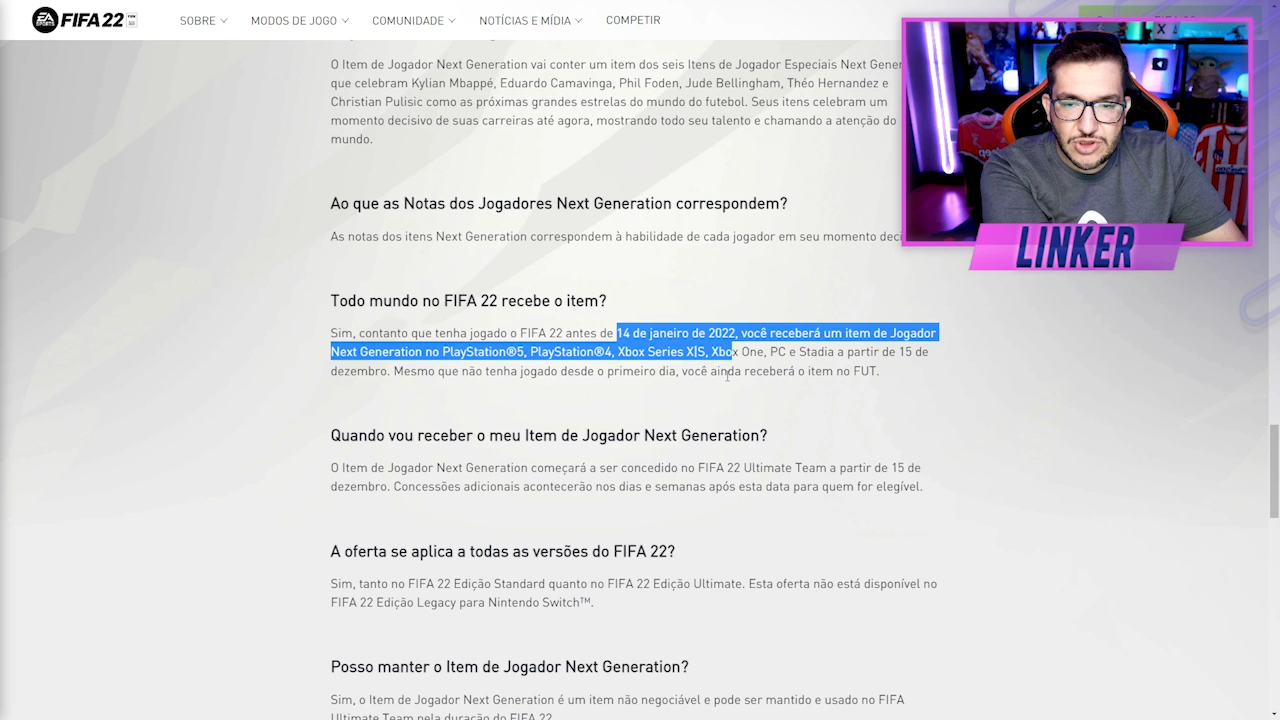 EA SPORTS FIFA 22
SOBRE MODOS DE JOGO COMUNIDADE NOTÍCIAS E MÍDIA COMPETIR
O Item de Jogador Next Generation vai conter um item dos seis Itens de Jogador Especiais Next Gener
que celebram Kylian Mbappé, Eduardo Camavinga, Phil Foden, Jude Bellingham, Théo Hernandez e
Christian Pulisic como as próximas grandes estrelas do mundo do futebol. Seus itens celebram um
momento decisivo de suas carreiras até agora, mostrando todo seu talento e chamando a atenção do
mundo.
LINKER
Ao que as Notas dos Jogadores Next Generation correspondem?
As notas dos itens Next Generation correspondem à habilidade de cada jogador em seu momento deci
Todo mundo no FIFA 22 recebe o item?
Sim, contanto que tenha jogado o FIFA 22 antes de 14 de janeiro de 2022, você receberá um item de Jogador
Next Generation no PlayStation®5, PlayStation®4, Xbox Series X|S, Xbox One, PC e Stadia a partir de 15 de
dezembro. Mesmo que não tenha jogado desde o primeiro dia, você ainda receberá o item no FUT.
Quando vou receber o meu Item de Jogador Next Generation?
O Item de Jogador Next Generation começará a ser concedido no FIFA 22 Ultimate Team a partir de 15 de
dezembro. Concessões adicionais acontecerão nos dias e semanas após esta data para quem for elegível.
A oferta se aplica a todas as versões do FIFA 22?
Sim, tanto no FIFA 22 Edição Standard quanto no FIFA 22 Edição Ultimate. Esta oferta não está disponível no
FIFA 22 Edição Legacy para Nintendo Switch™.
Posso manter o Item de Jogador Next Generation?
Sim, o Item de Jogador Next Generation é um item não negociável e pode ser mantido e usado no FIFA
Ultimate Team pela duração do FIFA 22.